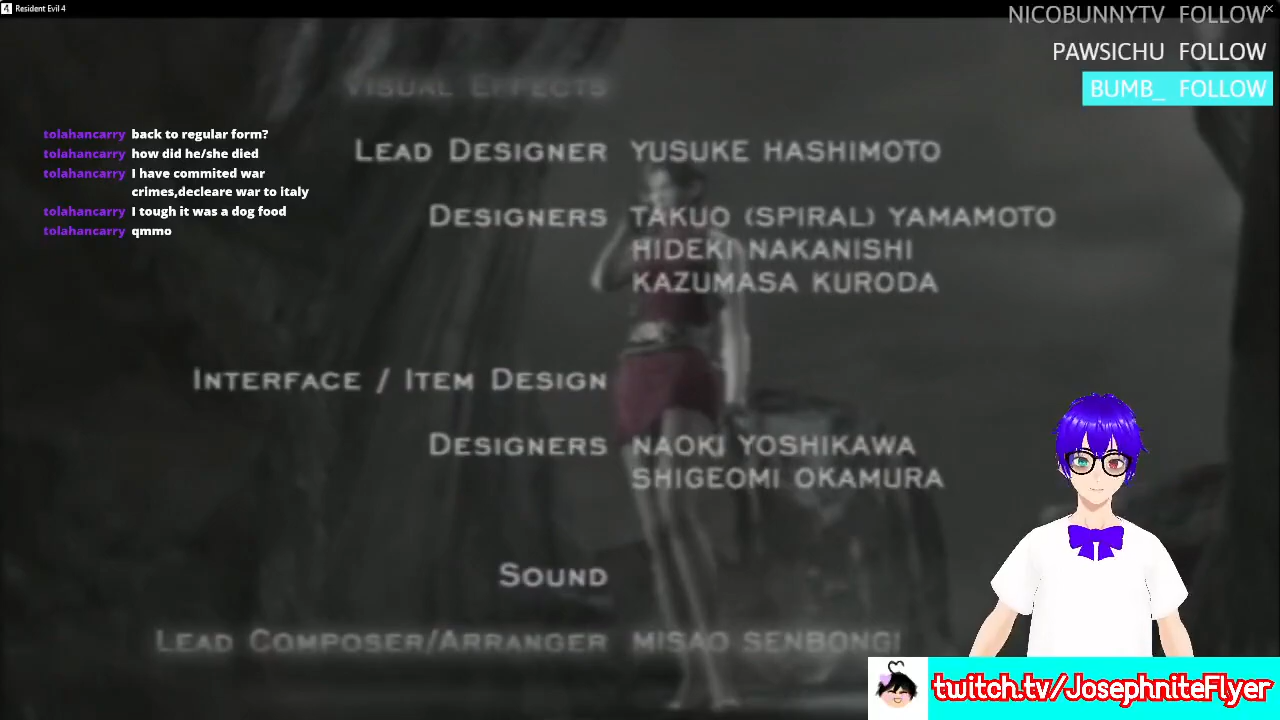 4 Resident Evil 4
NICOBUNNYTV FOLLOW
PAWSICHU FOLLOW
BUMB_ FOLLOW
tolahancarry back to regular form?
tolahancarry how did he/she died
tolahancarry I have commited war
crimes,decleare war to italy
tolahancarry I tough it was a dog food
tolahancarry qmmo
VISUAL EFFECTS
LEAD DESIGNER YUSUKE HASHIMOTO
DESIGNERS TAKUO (SPIRAL) YAMAMOTO
HIDEKI NAKANISHI
KAZUMASA KURODA
INTERFACE / ITEM DESIGN
DESIGNERS NAOKI YOSHIKAWA
SHIGEOMI OKAMURA
SOUND
LEAD COMPOSER/ARRANGER MISAO SENBONGI
twitch.tv/JosephniteFlyer